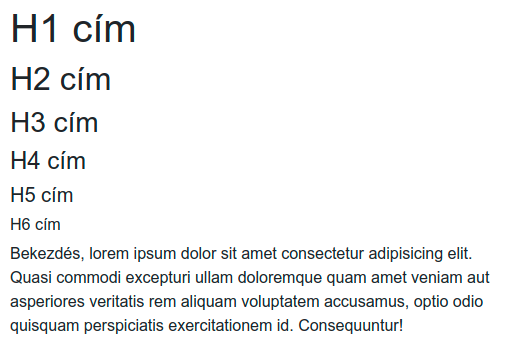 H1 cím
H2 cím
H3 cím
H4 cím
H5 cím
H6 cím
Bekezdés, lorem ipsum dolor sit amet consectetur adipisicing elit.
Quasi commodi excepturi ullam doloremque quam amet veniam aut
asperiores veritatis rem aliquam voluptatem accusamus, optio odio
quisquam perspiciatis exercitationem id. Consequuntur!